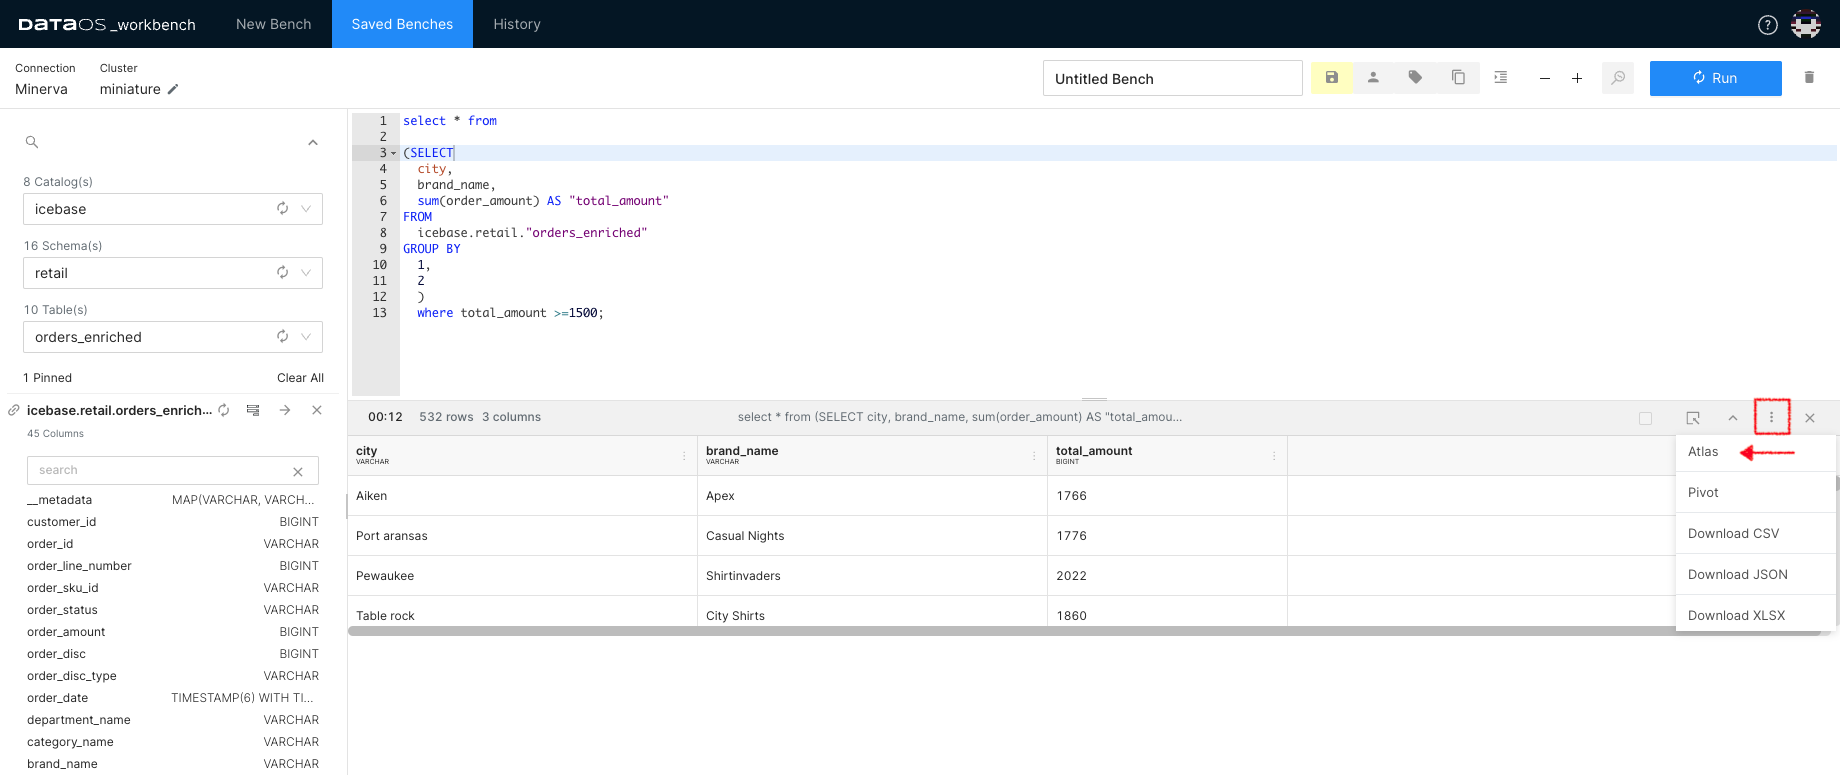 DATAOS _workbench
New Bench
Saved Benches
History
Connection
Minerva
Cluster
miniature
Untitled Bench
Run
8 Catalog(s)
icebase
16 Schema(s)
retail
10 Table(s)
orders_enriched
1 Pinned
Clear All
icebase.retail.orders_enrich...
45 Columns
search
__metadata MAP(VARCHAR, VARCH...
customer_id BIGINT
order_id VARCHAR
order_line_number BIGINT
order_sku_id VARCHAR
order_status VARCHAR
order_amount BIGINT
order_disc BIGINT
order_disc_type VARCHAR
order_date TIMESTAMP(6) WITH TI...
department_name VARCHAR
category_name VARCHAR
brand_name VARCHAR
1 select * from
2
3 (SELECT
4 city,
5 brand_name,
6 sum(order_amount) AS "total_amount"
7 FROM
8 icebase.retail."orders_enriched"
9 GROUP BY
10 1,
11 2
12 )
13 where total_amount >=1500;
00:12 532 rows 3 columns select * from (SELECT city, brand_name, sum(order_amount) AS "total_amou...
city brand_name total_amount
VARCHAR VARCHAR BIGINT
Aiken Apex 1766
Port aransas Casual Nights 1776
Pewaukee Shirtinvaders 2022
Table rock City Shirts 1860
Atlas
Pivot
Download CSV
Download JSON
Download XLSX